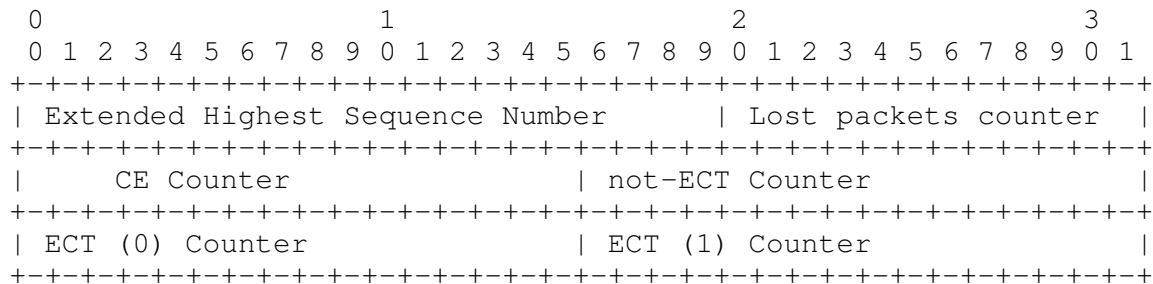 0                   1                   2                   3
 0 1 2 3 4 5 6 7 8 9 0 1 2 3 4 5 6 7 8 9 0 1 2 3 4 5 6 7 8 9 0 1
+-+-+-+-+-+-+-+-+-+-+-+-+-+-+-+-+-+-+-+-+-+-+-+-+-+-+-+-+-+-+-+-+
| Extended Highest Sequence Number      | Lost packets counter  |
+-+-+-+-+-+-+-+-+-+-+-+-+-+-+-+-+-+-+-+-+-+-+-+-+-+-+-+-+-+-+-+-+
|     CE Counter                | not-ECT Counter               |
+-+-+-+-+-+-+-+-+-+-+-+-+-+-+-+-+-+-+-+-+-+-+-+-+-+-+-+-+-+-+-+-+
| ECT (0) Counter               | ECT (1) Counter               |
+-+-+-+-+-+-+-+-+-+-+-+-+-+-+-+-+-+-+-+-+-+-+-+-+-+-+-+-+-+-+-+-+